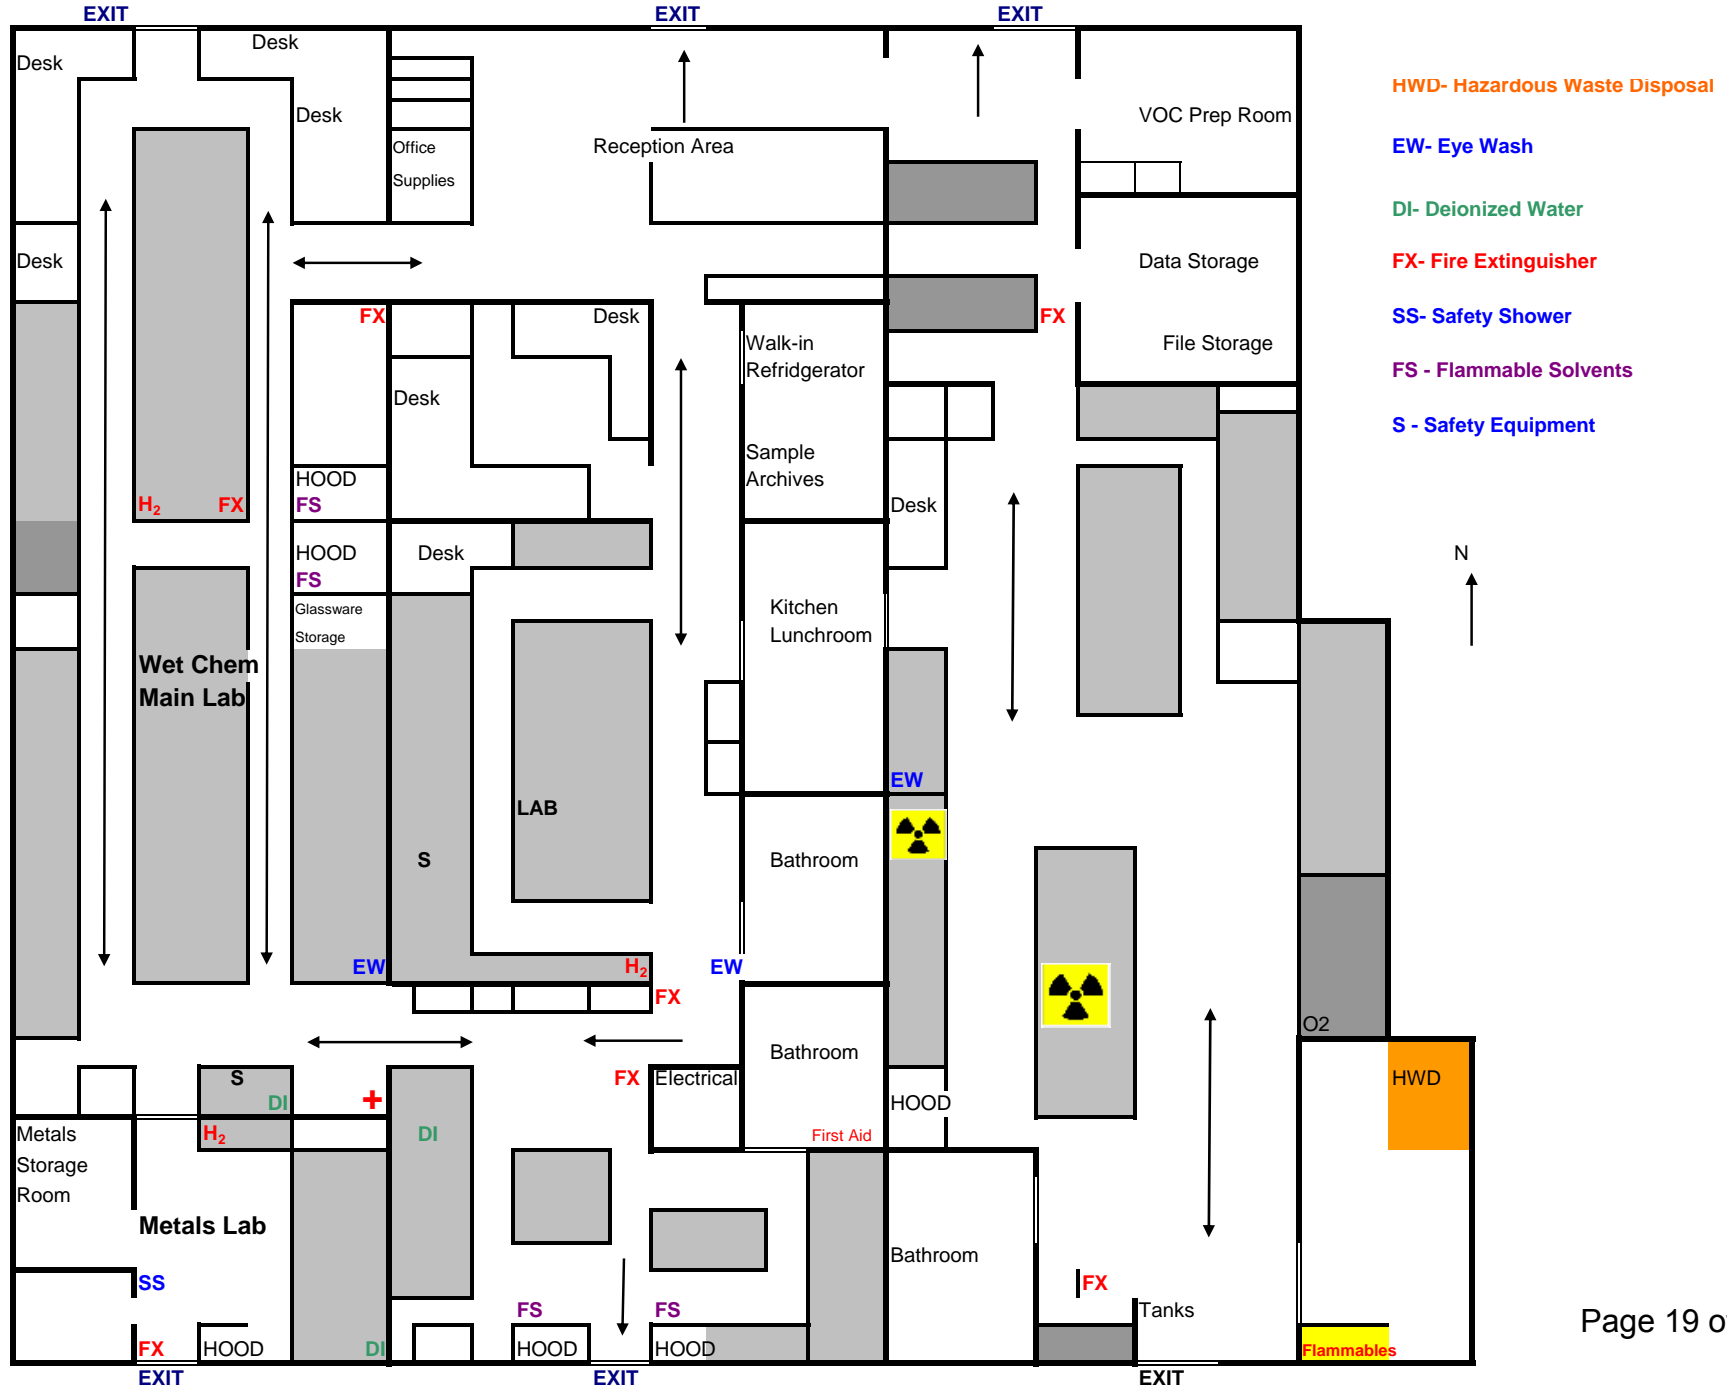 EXIT
EXIT
EXIT
Desk
Desk
Desk
Office
Supplies
Reception Area
VOC Prep Room
HWD- Hazardous Waste Disposal
EW- Eye Wash
DI- Deionized Water
FX- Fire Extinguisher
SS- Safety Shower
FS - Flammable Solvents
S - Safety Equipment
Desk
Data Storage
FX
Desk
FX
File Storage
Walk-in
Refridgerator
Desk
Sample
Archives
HOOD
FS
H2
FX
Desk
HOOD
FS
Desk
N
Glassware
Storage
Kitchen
Lunchroom
Wet Chem
Main Lab
EW
LAB
S
Bathroom
EW
H2
EW
FX
O2
Bathroom
S
DI
+
FX
Electrical
HOOD
HWD
Metals
Storage
Room
H2
DI
First Aid
Metals Lab
Bathroom
SS
FX
FS
FS
Tanks
Page 19 o
FX
HOOD
DI
HOOD
HOOD
Flammables
EXIT
EXIT
EXIT